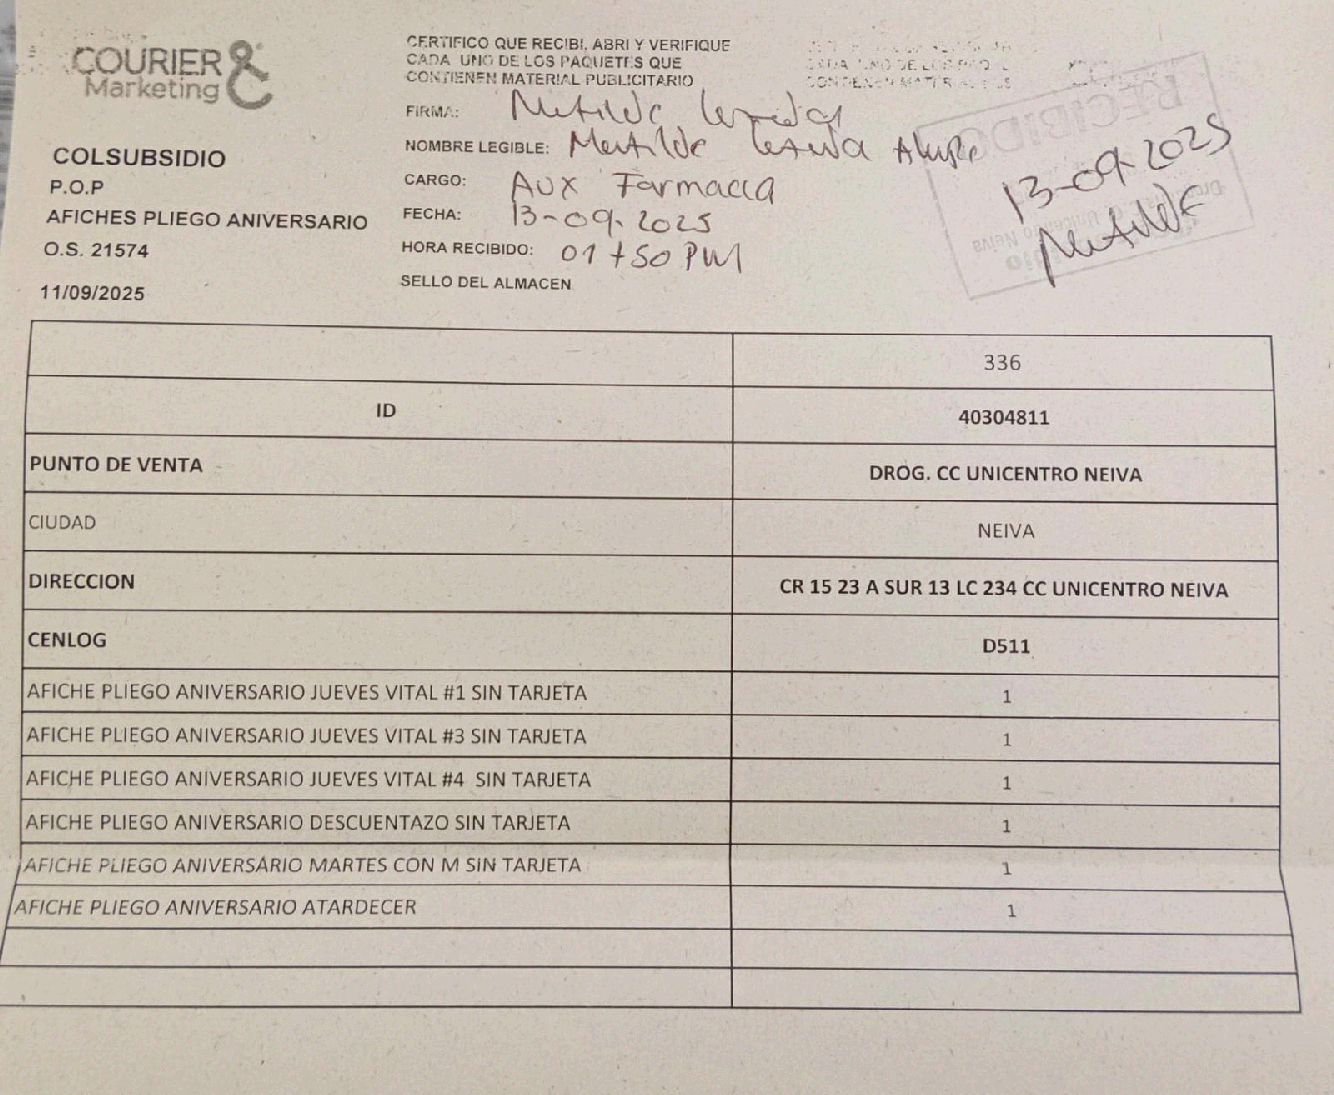 COURIER &
Marketing
COLSUBSIDIO
P.O.P
AFICHES PLIEGO ANIVERSARIO
O.S. 21574
11/09/2025
CERTIFICO QUE RECIBI, ABRI Y VERIFIQUE
CADA UNO DE LOS PAQUETES QUE
CONTIENEN MATERIAL PUBLICITARIO
FIRMA: Matilde
NOMBRE LEGIBLE: Matilde
CARGO: Aux Farmacia
FECHA: 13-09-2025
HORA RECIBIDO: 01+50 PM
SELLO DEL ALMACEN
RECIBIDO
13-09-2025
Matilde
336
ID 40304811
PUNTO DE VENTA DROG. CC UNICENTRO NEIVA
CIUDAD NEIVA
DIRECCION CR 15 23 A SUR 13 LC 234 CC UNICENTRO NEIVA
CENLOG D511
AFICHE PLIEGO ANIVERSARIO JUEVES VITAL #1 SIN TARJETA 1
AFICHE PLIEGO ANIVERSARIO JUEVES VITAL #3 SIN TARJETA 1
AFICHE PLIEGO ANIVERSARIO JUEVES VITAL #4 SIN TARJETA 1
AFICHE PLIEGO ANIVERSARIO DESCUENTAZO SIN TARJETA 1
AFICHE PLIEGO ANIVERSARIO MARTES CON M SIN TARJETA 1
AFICHE PLIEGO ANIVERSARIO ATARDECER 1